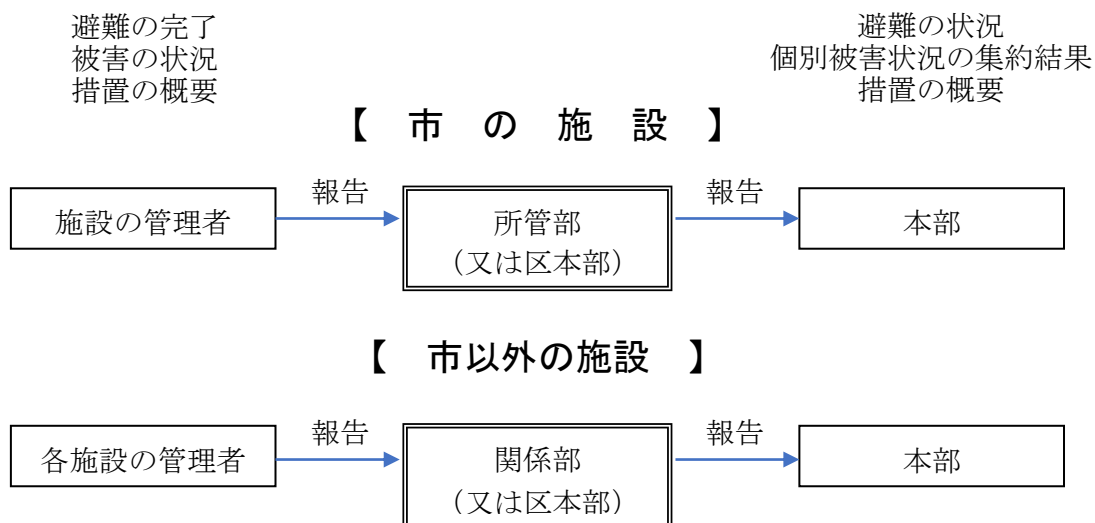 避難の完了
被害の状況
措置の概要
避難の状況
個別被害状況の集約結果
措置の概要
【　市　の　施　設　】
施設の管理者
報告
所管部
（又は区本部）
報告
本部
【　市以外の施設　】
各施設の管理者
報告
関係部
（又は区本部）
報告
本部